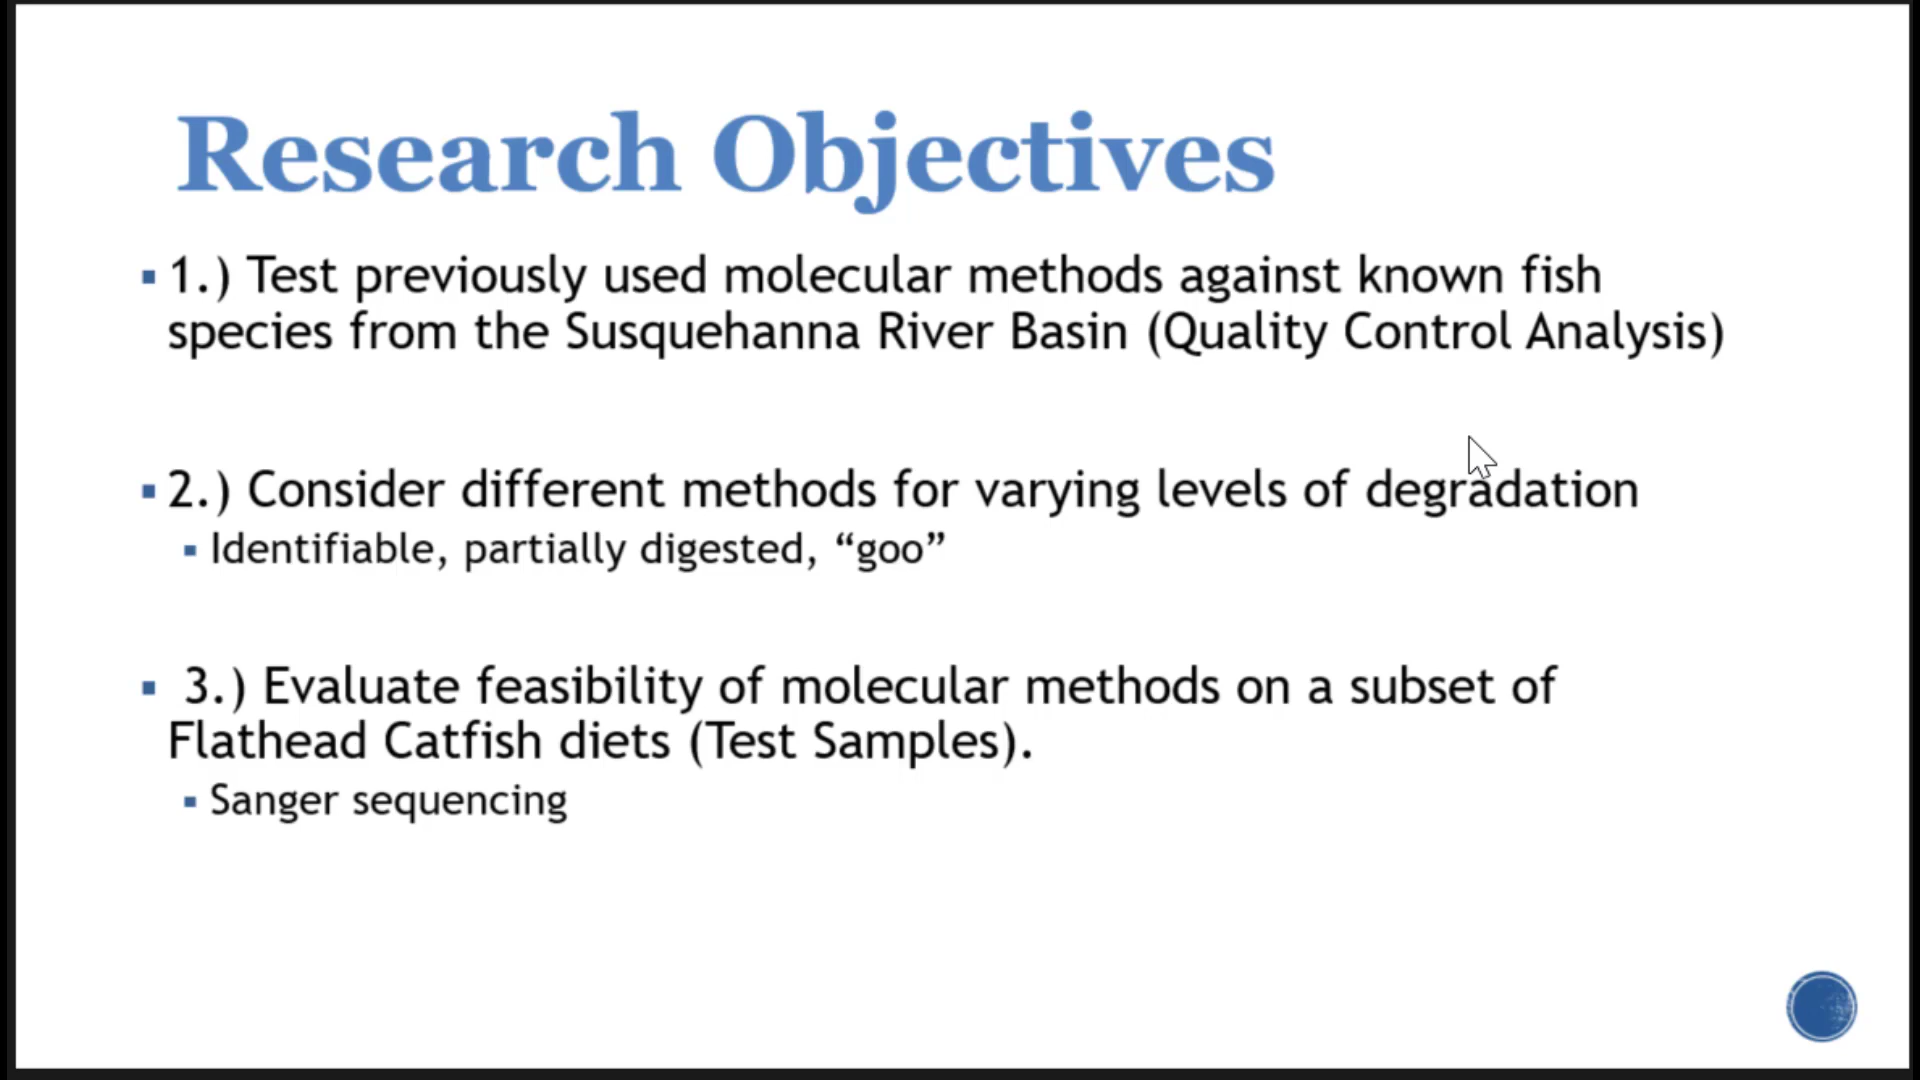 Research Objectives
1.) Test previously used molecular methods against known fish
species from the Susquehanna River Basin (Quality Control Analysis)
2.) Consider different methods for varying levels of degradation
Identifiable, partially digested, “goo”
3.) Evaluate feasibility of molecular methods on a subset of
Flathead Catfish diets (Test Samples).
Sanger sequencing